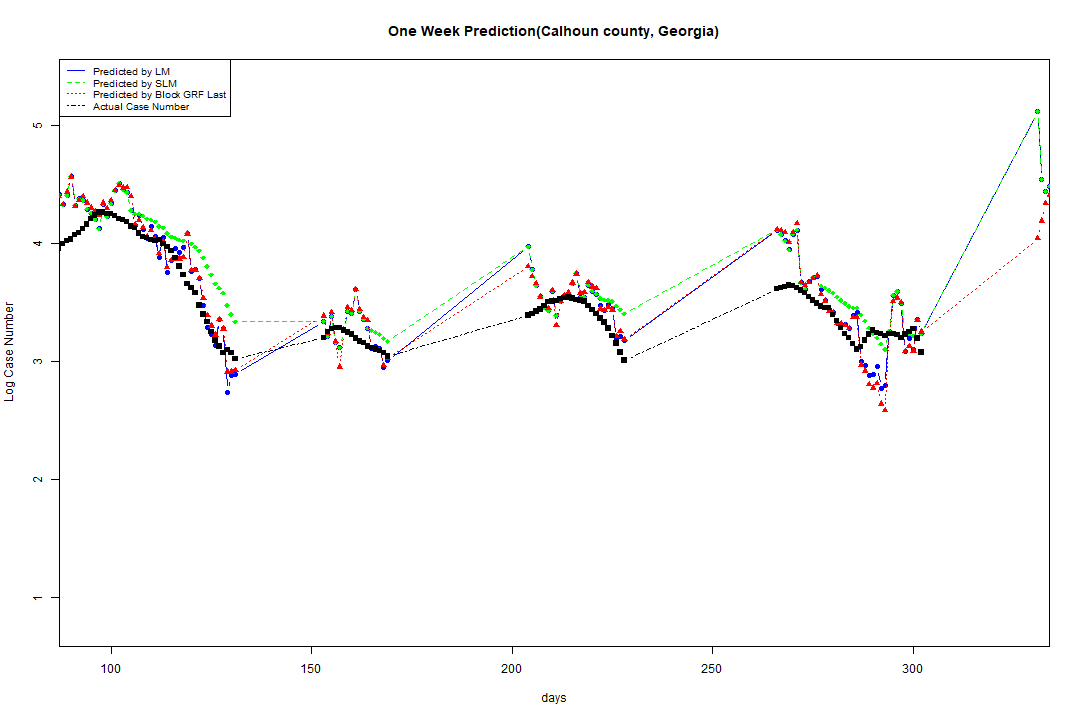 One Week Prediction(Calhoun county, Georgia)
Predicted by LM
Predicted by SLM
Predicted by Block GRF Last
Actual Case Number
Log Case Number
5
4
3
2
1
100 150 200 250 300
days